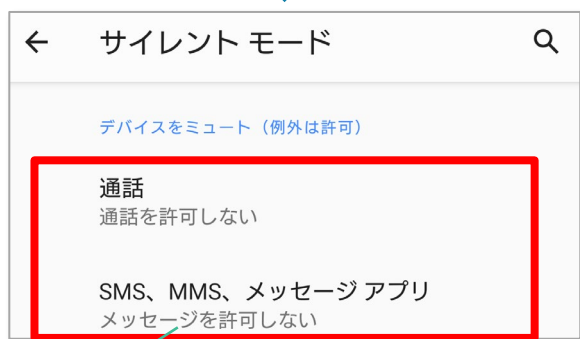 サイレント モード
デバイスをミュート（例外は許可）
通話
通話を許可しない
SMS、MMS、メッセージ アプリ
メッセージを許可しない